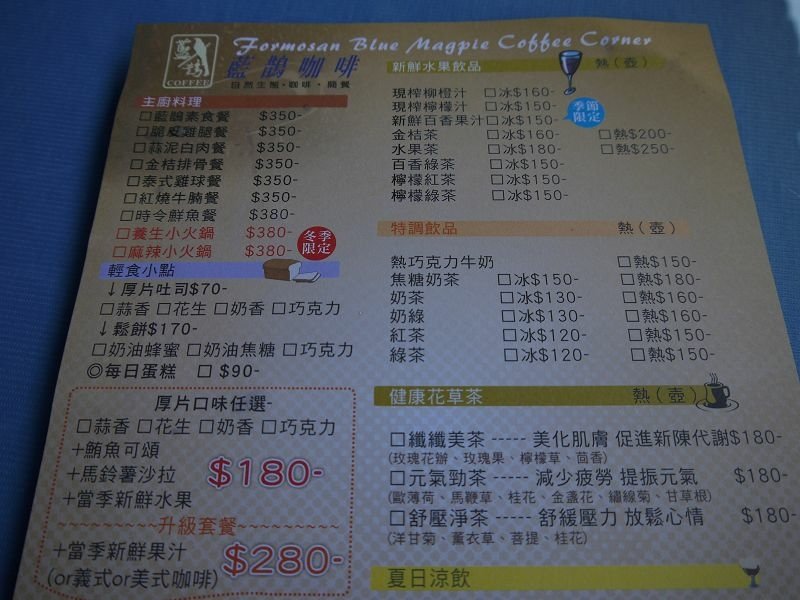 藍鵲
COFFEE
Formosan Blue Magpie Coffee Corner
藍鵲咖啡
自然生態·咖啡·簡餐
主廚料理
□藍鵲素食餐 $350-
□脆皮雞腿餐 $350-
□蒜泥白肉餐 $350-
□金桔排骨餐 $350-
□泰式雞球餐 $350-
□紅燒牛腩餐 $350-
□時令鮮魚餐 $380-
□養生小火鍋 $380-
□麻辣小火鍋 $380-
冬季限定
輕食小點
↓厚片吐司$70-
□蒜香 □花生 □奶香 □巧克力
↓鬆餅$170-
□奶油蜂蜜 □奶油焦糖 □巧克力
◎每日蛋糕 □ $90-
厚片口味任選-
□蒜香 □花生 □奶香 □巧克力
+鮪魚可頌
+馬鈴薯沙拉 $180-
+當季新鮮水果
~~~~~~~~升級套餐~~~~~~~~
+當季新鮮果汁 $280-
(or義式or美式咖啡)
新鮮水果飲品 熱(壺)
現榨柳橙汁 □冰$160-
現榨檸檬汁 □冰$150-
新鮮百香果汁□冰$150-
季節限定
金桔茶 □冰$160- □熱$200-
水果茶 □冰$180- □熱$250-
百香綠茶 □冰$150-
檸檬紅茶 □冰$150-
檸檬綠茶 □冰$150-
特調飲品 熱(壺)
熱巧克力牛奶 □熱$150-
焦糖奶茶 □冰$150- □熱$180-
奶茶 □冰$130- □熱$160-
奶綠 □冰$130- □熱$160-
紅茶 □冰$120- □熱$150-
綠茶 □冰$120- □熱$150-
健康花草茶 熱(壺)
□纖纖美茶 ----- 美化肌膚 促進新陳代謝$180-
(玫瑰花瓣、玫瑰果、檸檬草、茴香)
□元氣勁茶 ----- 減少疲勞 提振元氣 $180-
(歐薄荷、馬鞭草、桂花、金盞花、繡線菊、甘草根)
□舒壓淨茶 ----- 舒緩壓力 放鬆心情 $180-
(洋甘菊、薰衣草、菩提、桂花)
夏日涼飲